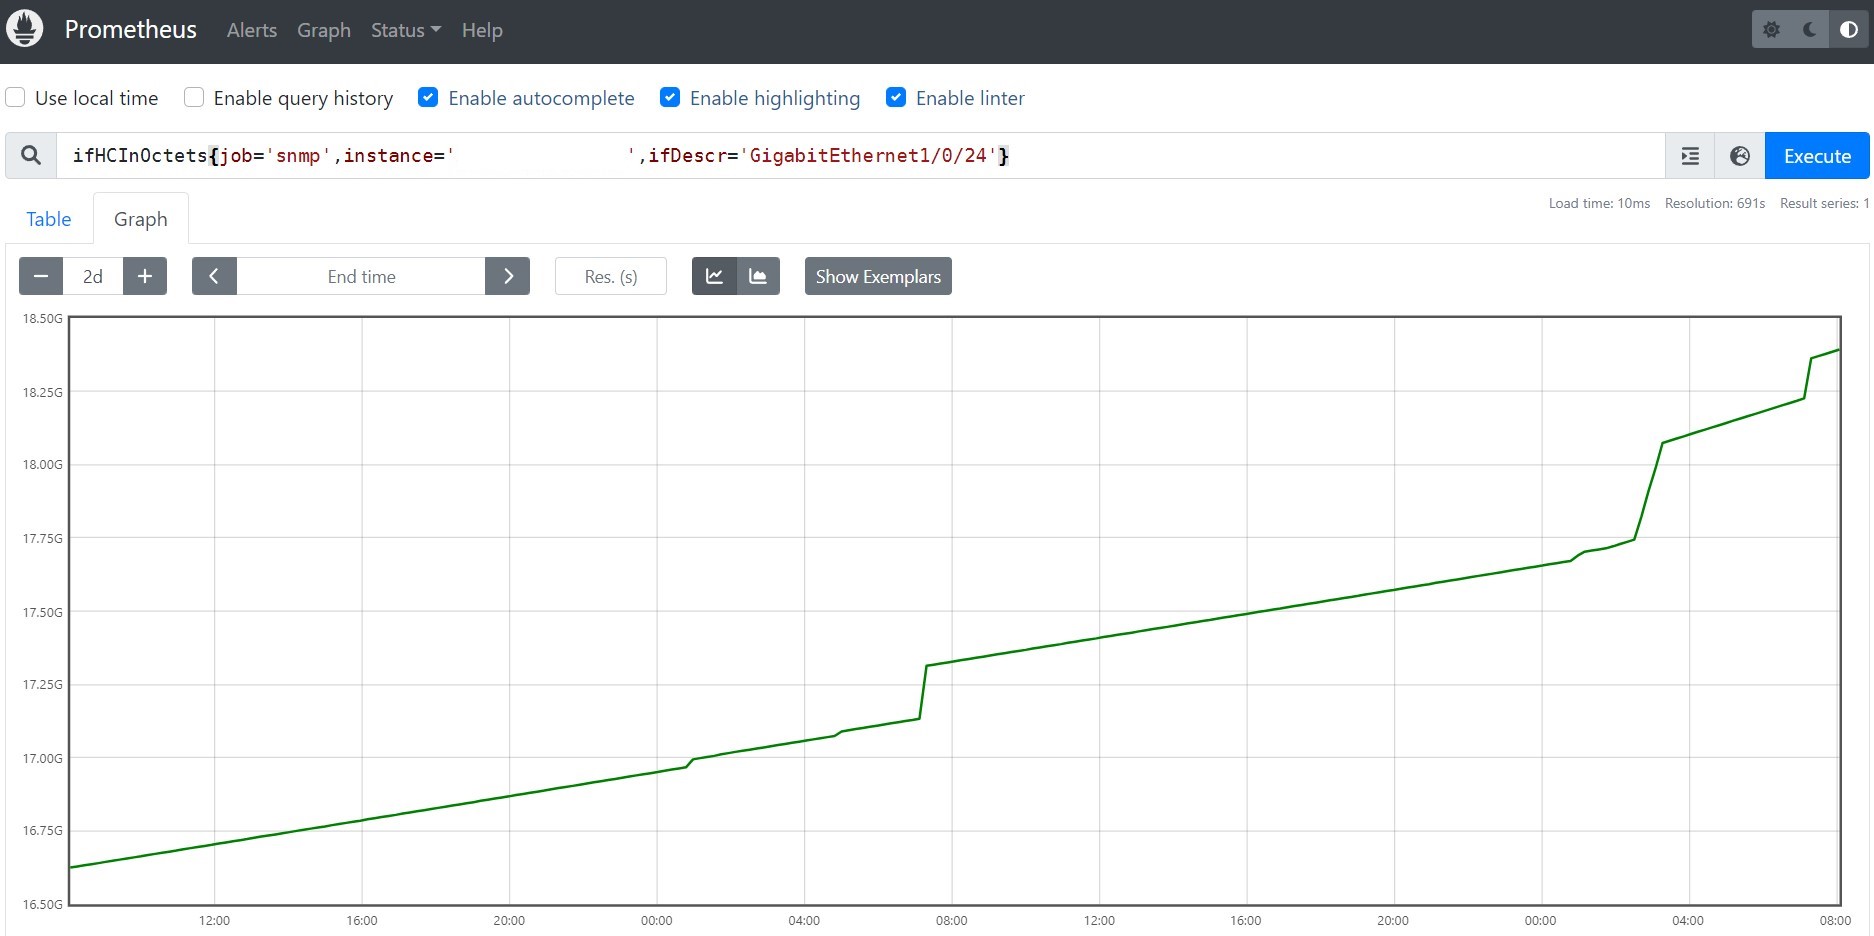 Prometheus Alerts Graph Status Help
Use local time Enable query history Enable autocomplete Enable highlighting Enable linter
ifHCInOctets{job='snmp',instance=' ',ifDescr='GigabitEthernet1/0/24'} Execute
Table Graph Load time: 10ms Resolution: 691s Result series: 1
2d End time Res. (s) Show Exemplars
18.50G
18.25G
18.00G
17.75G
17.50G
17.25G
17.00G
16.75G
16.50G
12:00 16:00 20:00 00:00 04:00 08:00 12:00 16:00 20:00 00:00 04:00 08:00